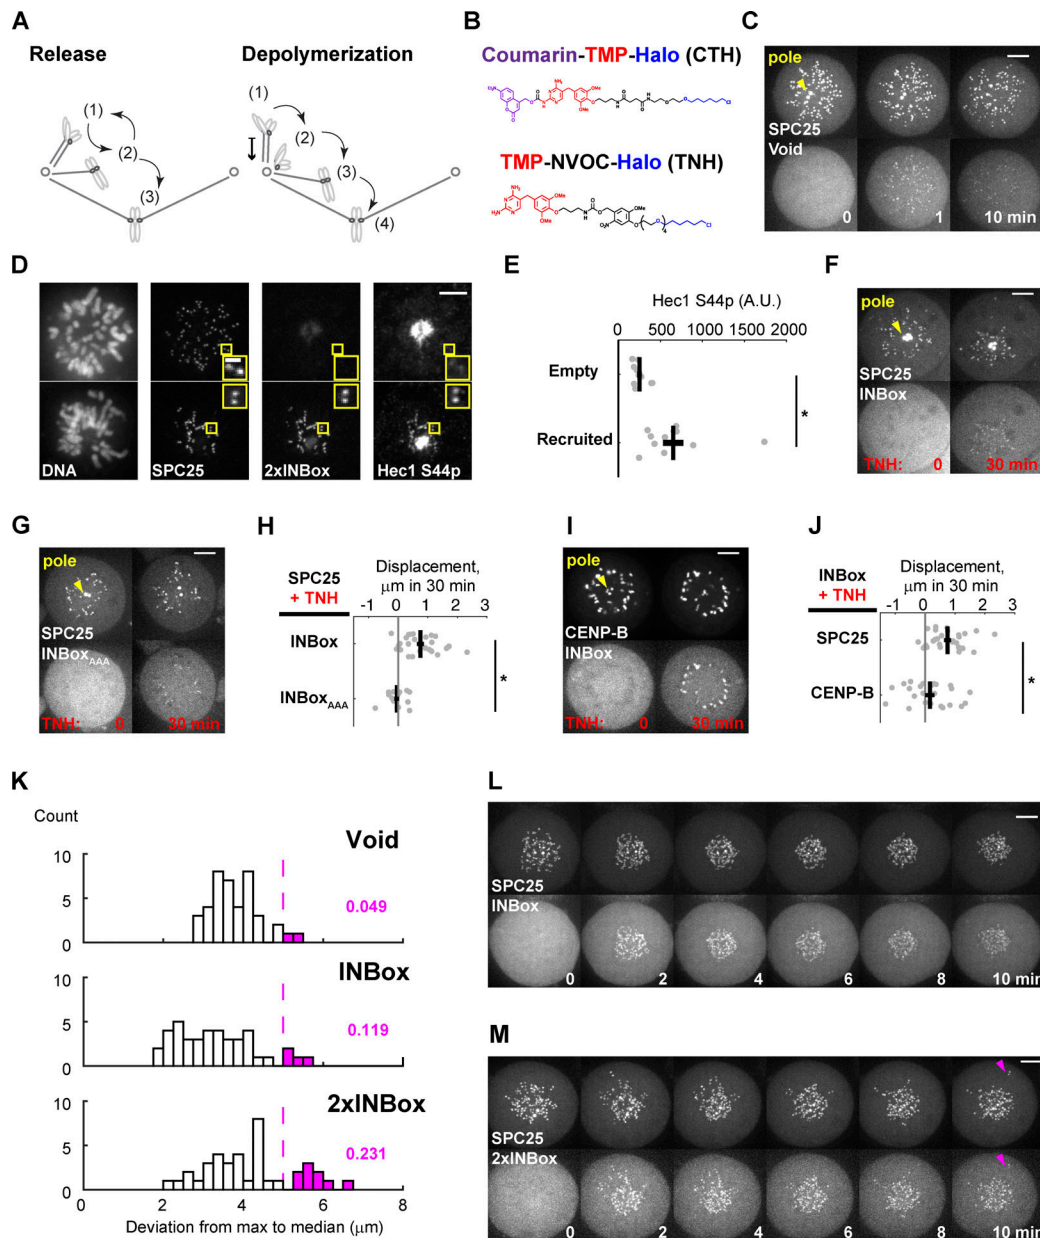 A
Release
(1)
(2)
(3)
Depolymerization
(1)
(2)
(3)
(4)
B
Coumarin-TMP-Halo (CTH)
TMP-NVOC-Halo (TNH)
C
pole
SPC25
Void
0
1
10 min
D
DNA
SPC25
2xINBox
Hec1 S44p
E
Hec1 S44p (A.U.)
0 500 1000 2000
Empty
Recruited
*
F
pole
SPC25
INBox
TNH: 0 30 min
G
pole
SPC25
INBoxAAA
TNH: 0 30 min
H
SPC25
+ TNH
Displacement,
µm in 30 min
-1 0 1 2 3
INBox
INBoxAAA
*
I
pole
CENP-B
INBox
TNH: 0 30 min
J
INBox
+ TNH
Displacement,
µm in 30 min
-1 0 1 2 3
SPC25
CENP-B
*
K
Count
Void
10
5
0
0.049
INBox
10
5
0
0.119
2xINBox
10
5
0
0.231
0 2 4 6 8
Deviation from max to median (µm)
L
SPC25
INBox
0 2 4 6 8 10 min
M
SPC25
2xINBox
0 2 4 6 8 10 min